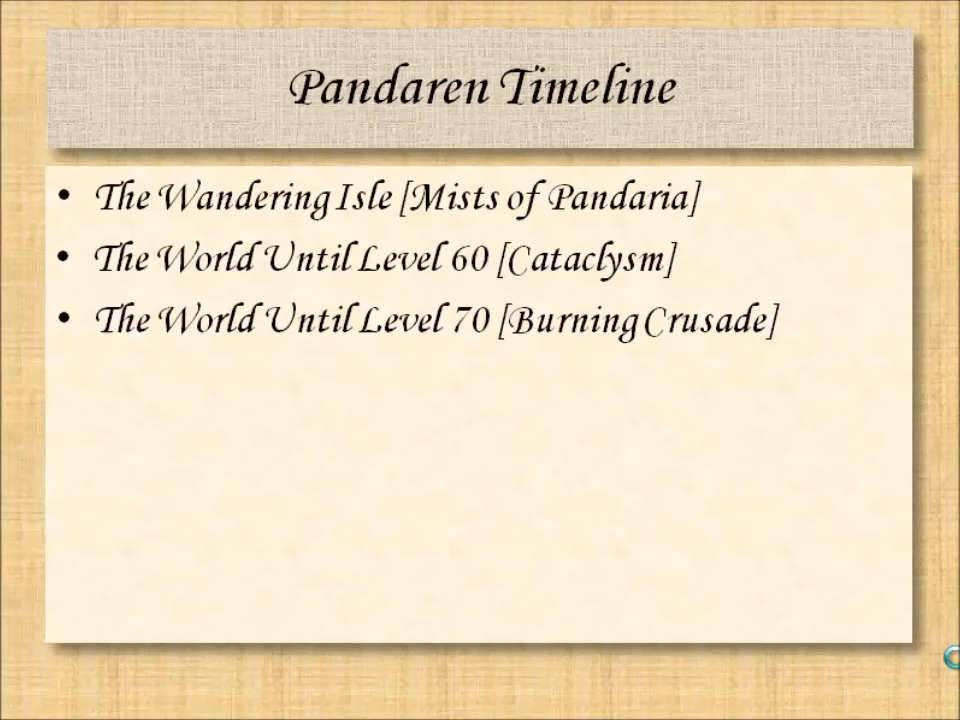 Pandaren Timeline
• The Wandering Isle [Mists of Pandaria]
• The World Until Level 60 [Cataclysm]
• The World Until Level 70 [Burning Crusade]